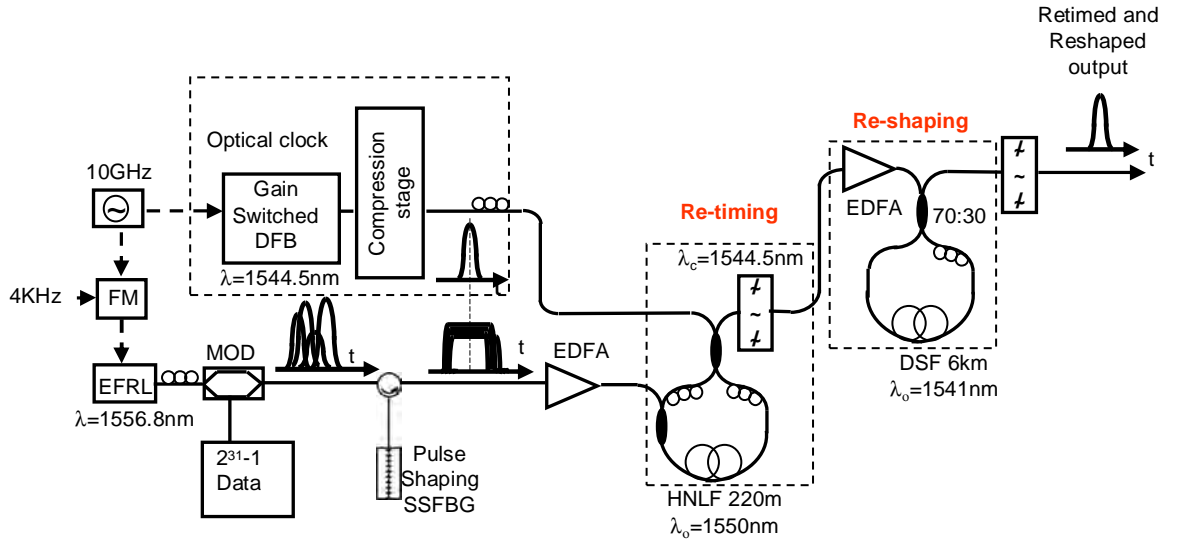 Retimed and
Reshaped
output
t
Re-shaping
EDFA
70:30
DSF 6km
λo=1541nm
Optical clock
Gain
Switched
DFB
λ=1544.5nm
Compression
stage
t
10GHz
~
4KHz
FM
EFRL
λ=1556.8nm
MOD
2³¹-1
Data
t
t
Pulse
Shaping
SSFBG
EDFA
Re-timing
λc=1544.5nm
~
HNLF 220m
λo=1550nm
~